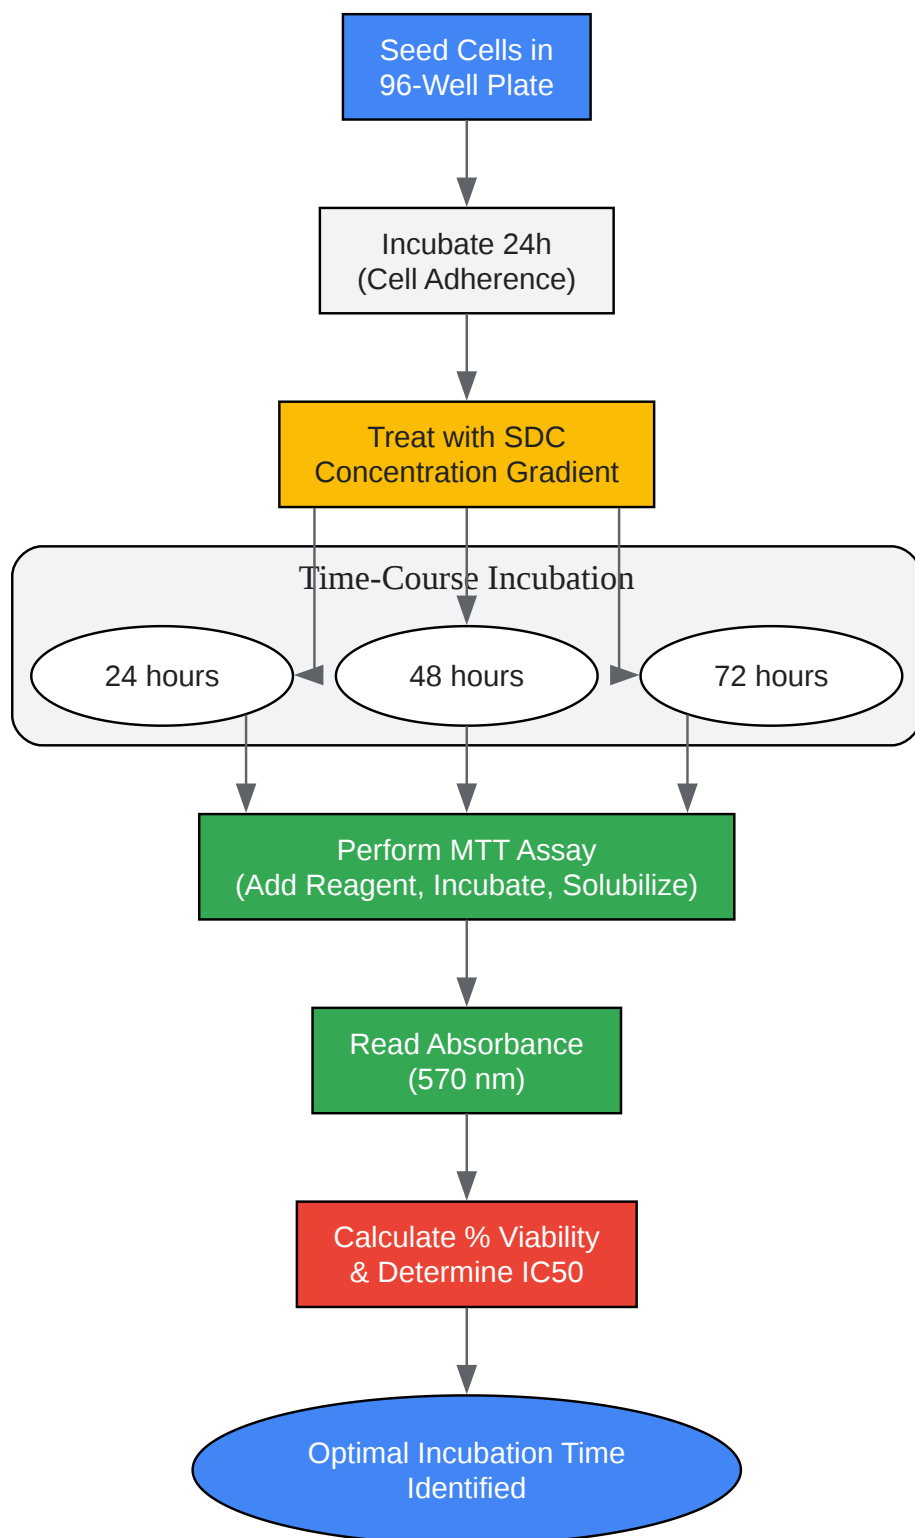 Seed Cells in
96-Well Plate
Incubate 24h
(Cell Adherence)
Treat with SDC
Concentration Gradient
Time-Course Incubation
24 hours
48 hours
72 hours
Perform MTT Assay
(Add Reagent, Incubate, Solubilize)
Read Absorbance
(570 nm)
Calculate % Viability
& Determine IC50
Optimal Incubation Time
Identified